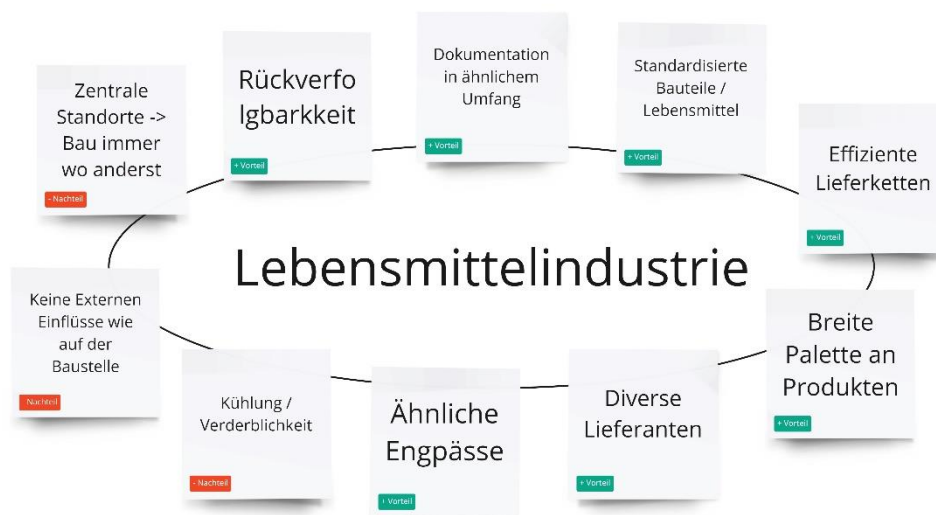 Zentrale
Standorte ->
Bau immer
wo anderst
- Nachteil
Rückverfo
lgbarkkeit
+ Vorteil
Dokumentation
in ähnlichem
Umfang
+ Vorteil
Standardisierte
Bauteile /
Lebensmittel
+ Vorteil
Effiziente
Lieferketten
+ Vorteil
Lebensmittelindustrie
Keine Externen
Einflüsse wie
auf der
Baustelle
- Nachteil
Kühlung /
Verderblichkeit
- Nachteil
Ähnliche
Engpässe
+ Vorteil
Diverse
Lieferanten
+ Vorteil
Breite
Palette an
Produkten
+ Vorteil